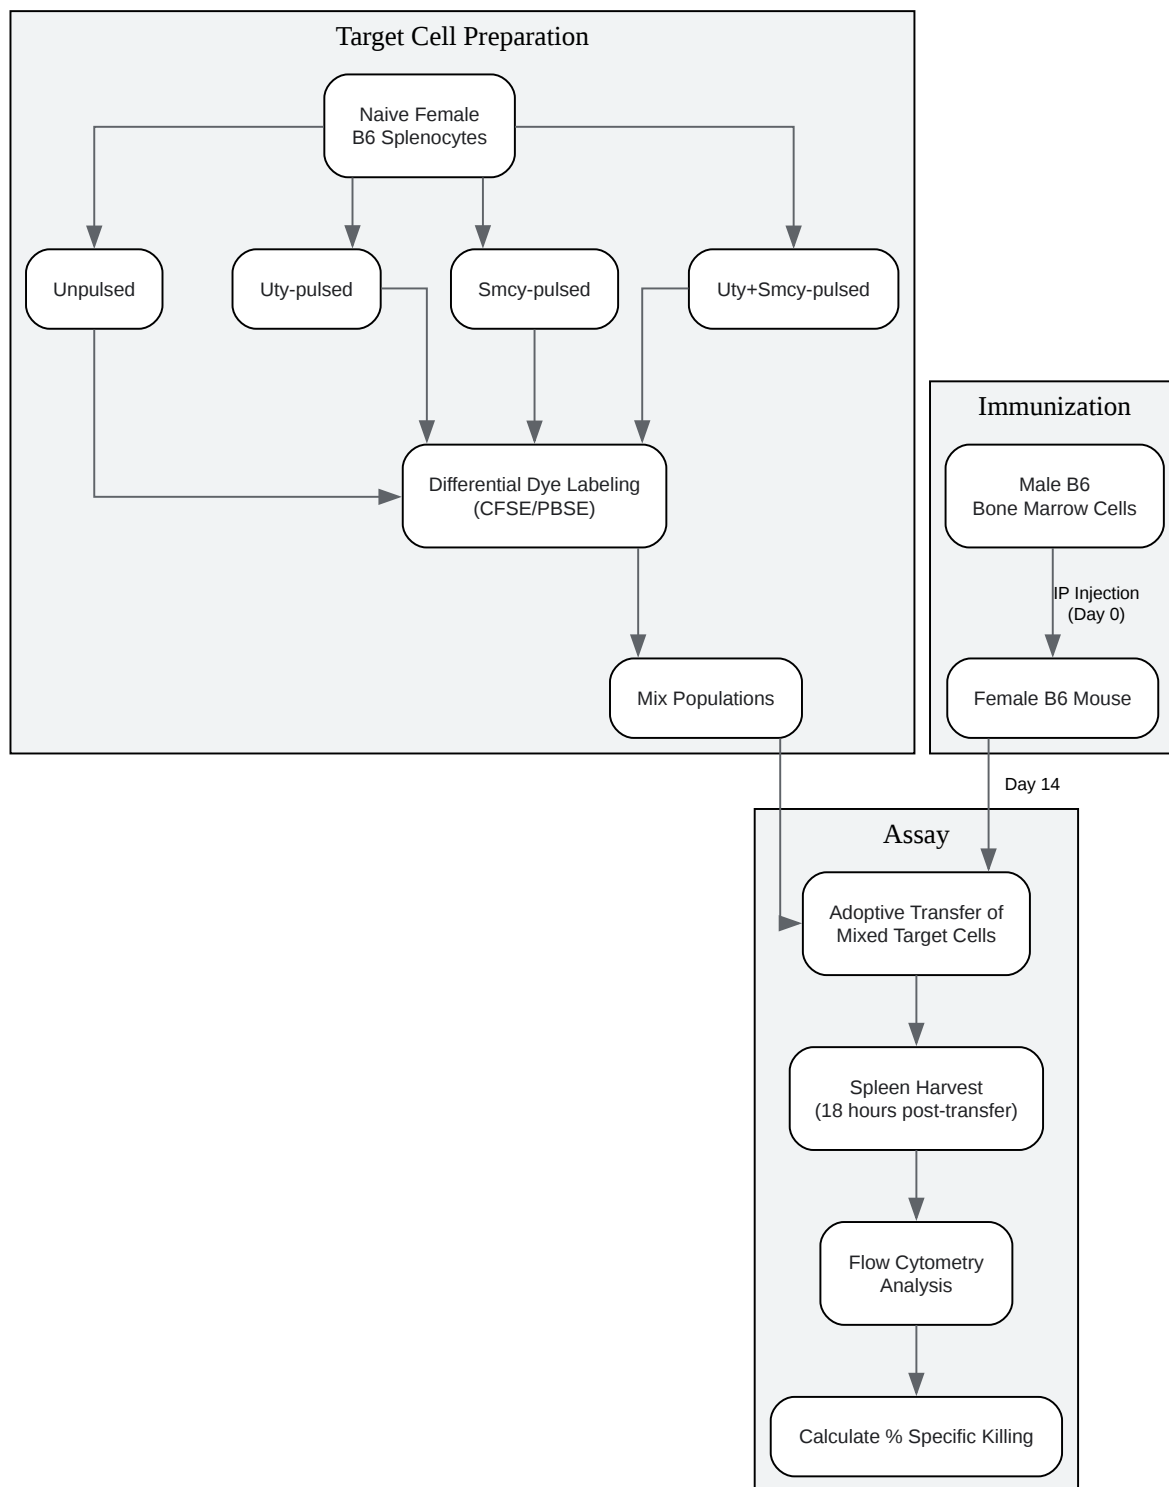 Target Cell Preparation
Naive Female
B6 Splenocytes
Unpulsed
Uty-pulsed
Smcy-pulsed
Uty+Smcy-pulsed
Differential Dye Labeling
(CFSE/PBSE)
Mix Populations
Immunization
Male B6
Bone Marrow Cells
IP Injection
(Day 0)
Female B6 Mouse
Day 14
Assay
Adoptive Transfer of
Mixed Target Cells
Spleen Harvest
(18 hours post-transfer)
Flow Cytometry
Analysis
Calculate % Specific Killing